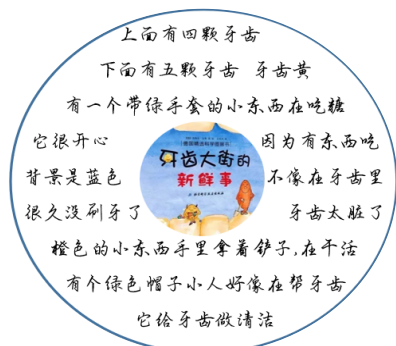 上面有四颗牙齿
下面有五颗牙齿 牙齿黄
有一个带绿手套的小东西在吃糖
它很开心 因为有东西吃
牙齿大街的
新鲜事
背景是蓝色 不像在牙齿里
很久没刷牙了 牙齿太脏了
橙色的小东西手里拿着铲子,在干活
有个绿色帽子小人好像在帮牙齿
它给牙齿做清洁